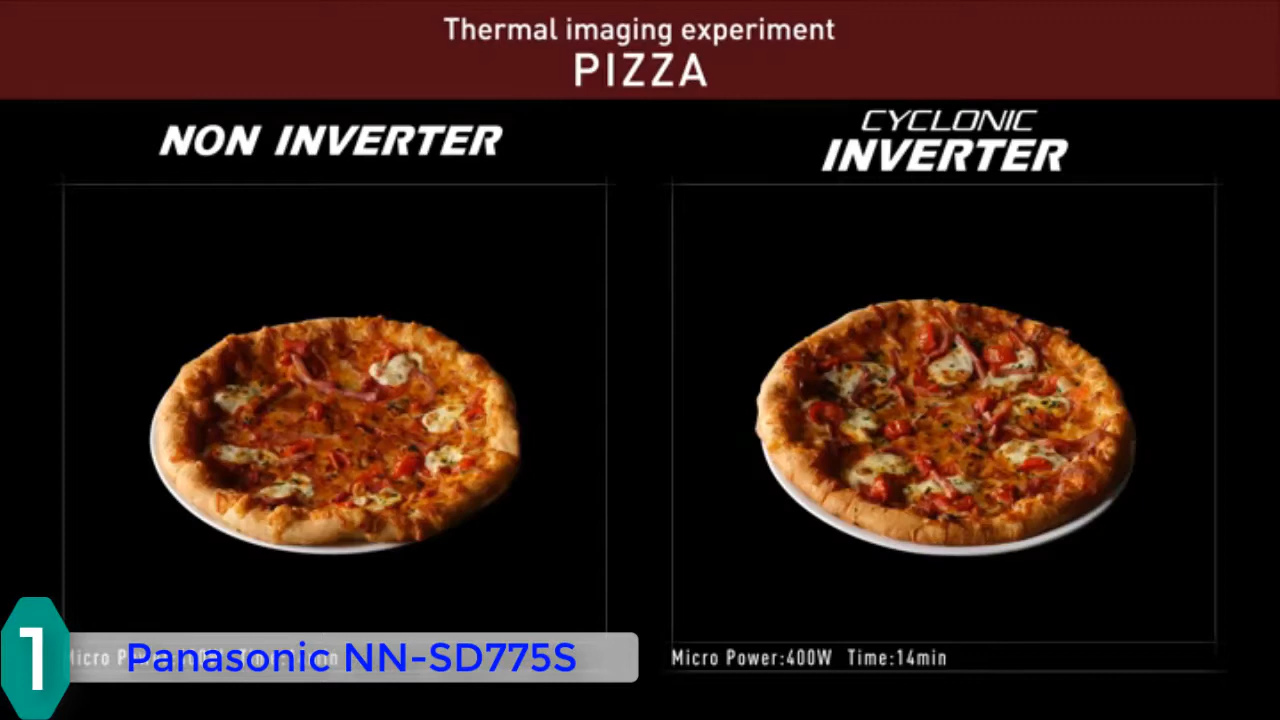 Thermal imaging experiment
PIZZA
NON INVERTER
CYCLONIC
INVERTER
Micro Power:400W Time:14min
1
Panasonic NN-SD775S